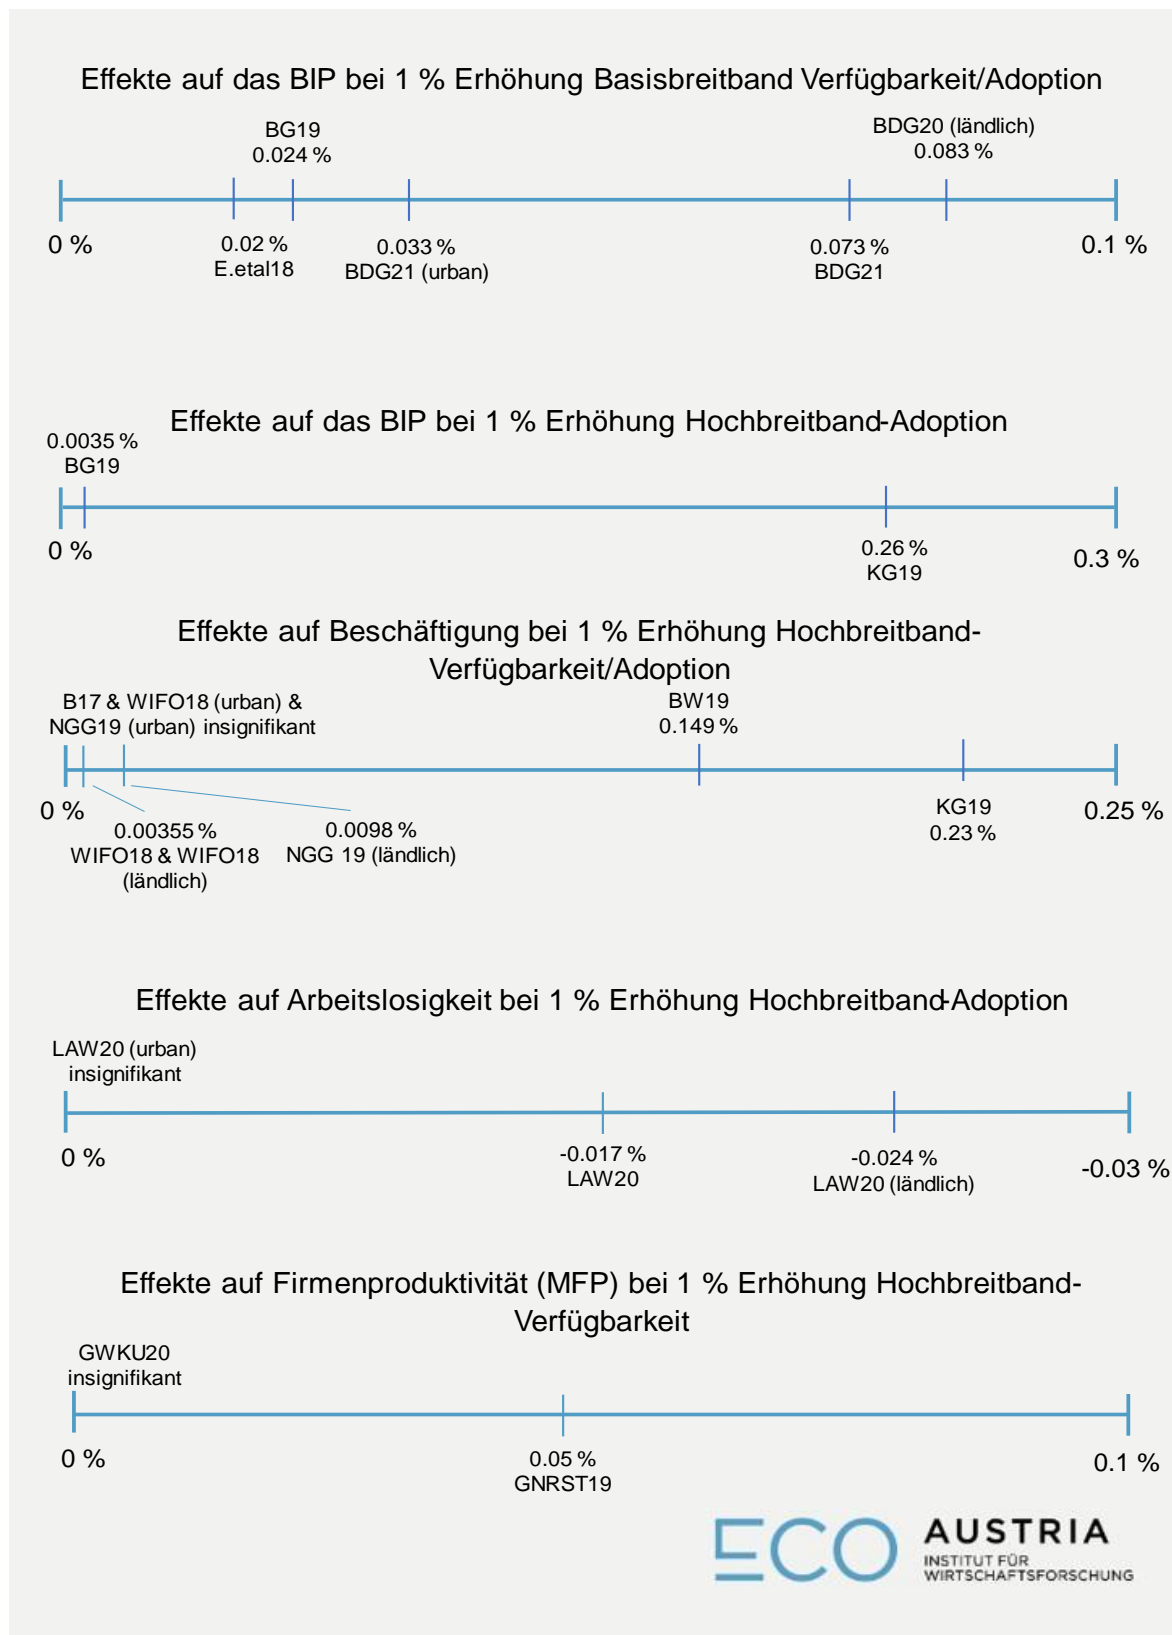 Effekte auf das BIP bei 1 % Erhöhung Basisbreitband Verfügbarkeit/Adoption
BG19
0.024 %
BDG20 (ländlich)
0.083 %
0 %
0.02 %
E.etal18
0.033 %
BDG21 (urban)
0.073 %
BDG21
0.1 %
Effekte auf das BIP bei 1 % Erhöhung Hochbreitband-Adoption
0.0035 %
BG19
0 %
0.26 %
KG19
0.3 %
Effekte auf Beschäftigung bei 1 % Erhöhung Hochbreitband-
Verfügbarkeit/Adoption
B17 & WIFO18 (urban) &
NGG19 (urban) insignifikant
BW19
0.149 %
0 %
0.00355 %
WIFO18 & WIFO18
(ländlich)
0.0098 %
NGG 19 (ländlich)
KG19
0.23 %
0.25 %
Effekte auf Arbeitslosigkeit bei 1 % Erhöhung Hochbreitband-Adoption
LAW20 (urban)
insignifikant
0 %
-0.017 %
LAW20
-0.024 %
LAW20 (ländlich)
-0.03 %
Effekte auf Firmenproduktivität (MFP) bei 1 % Erhöhung Hochbreitband-
Verfügbarkeit
GWKU20
insignifikant
0 %
0.05 %
GNRST19
0.1 %
ECO
AUSTRIA
INSTITUT FÜR
WIRTSCHAFTSFORSCHUNG